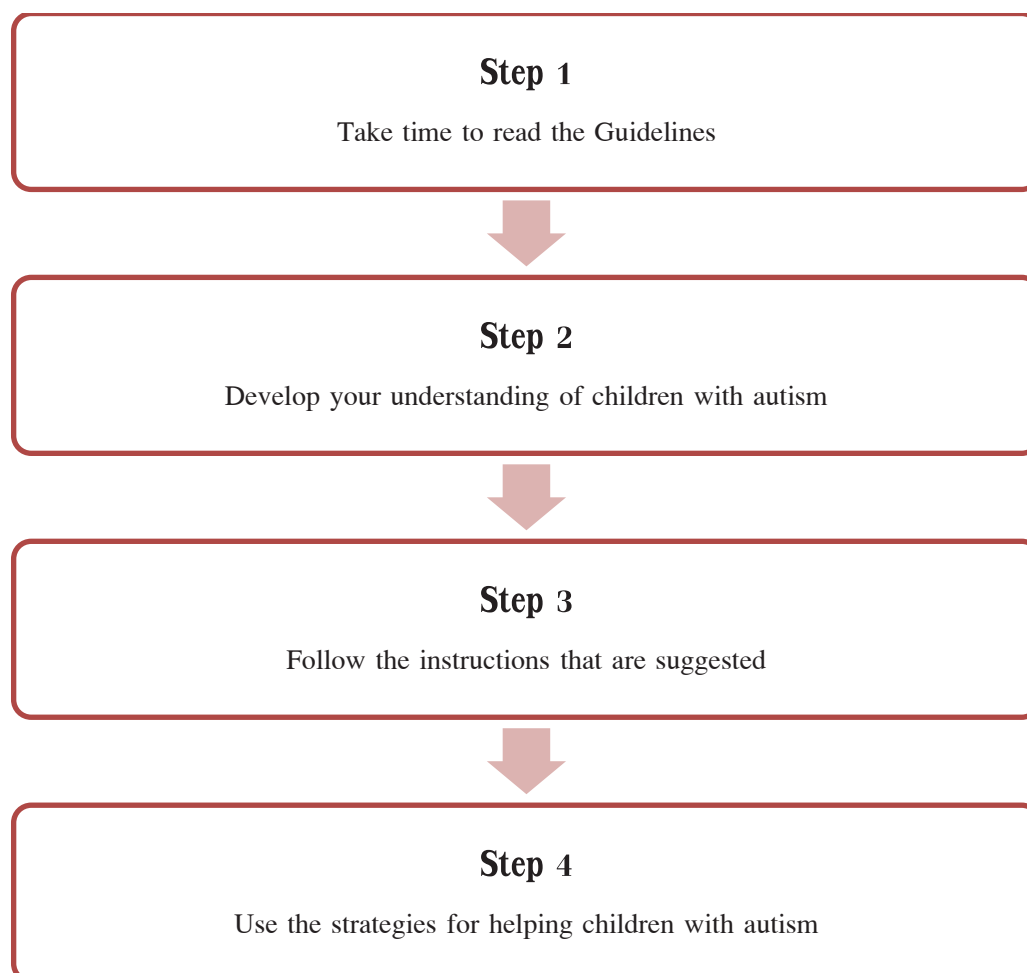 Step 1
Take time to read the Guidelines
Step 2
Develop your understanding of children with autism
Step 3
Follow the instructions that are suggested
Step 4
Use the strategies for helping children with autism